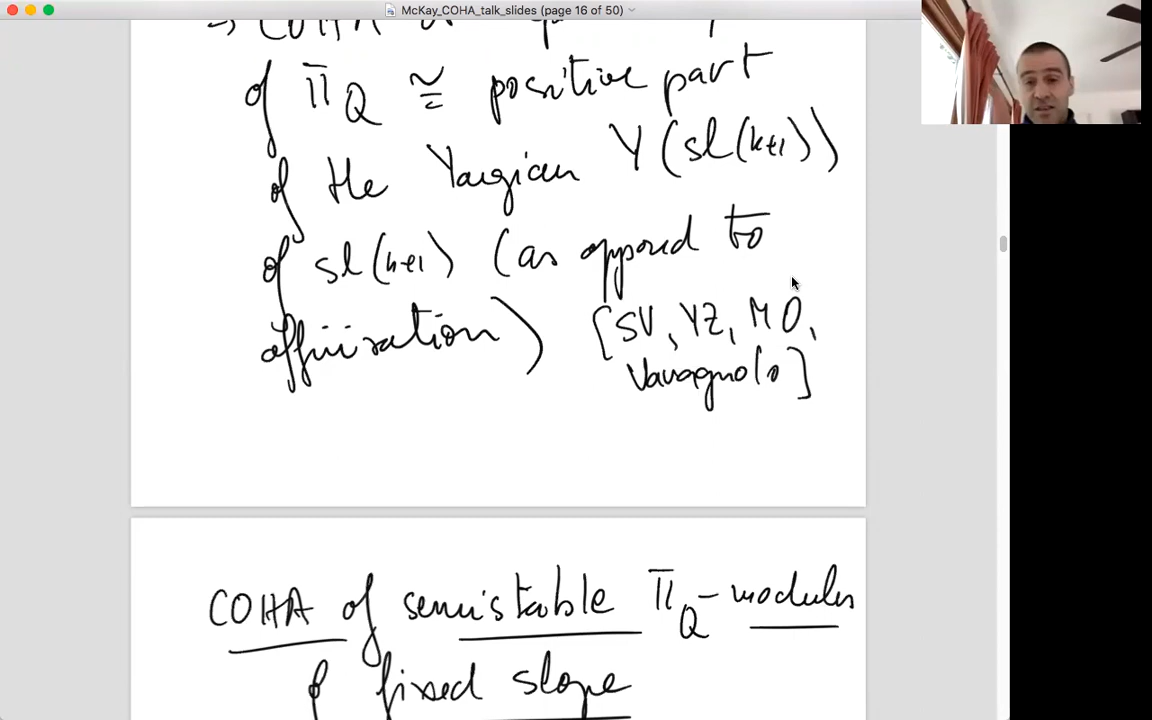 McKay_COHA_talk_slides (page 16 of 50)
→ COHA
of Π_Q ≅ positive part
of the Yangian Y(sl(k+1))
of sl(k+1) (as opposed to
affinization) [SV, YZ, MO,
Varagnolo]
COHA of semistable Π_Q-modules
of fixed slope